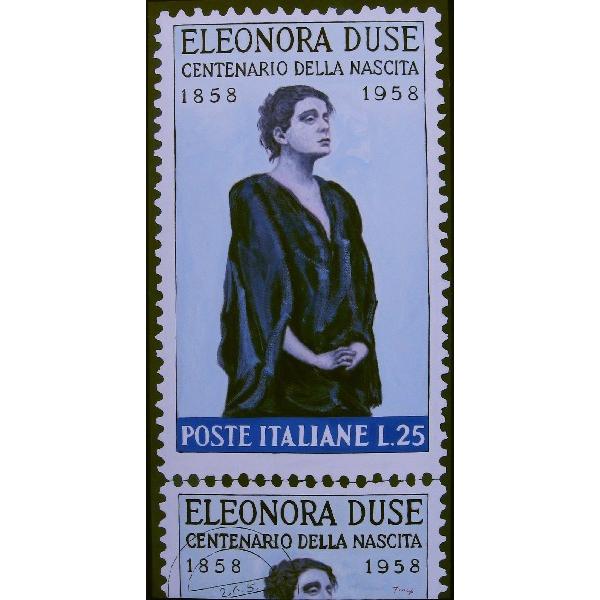 ELEONORA DUSE
CENTENARIO DELLA NASCITA
1858 1958
POSTE ITALIANE L.25
ELEONORA DUSE
CENTENARIO DELLA NASCITA
1858 1958